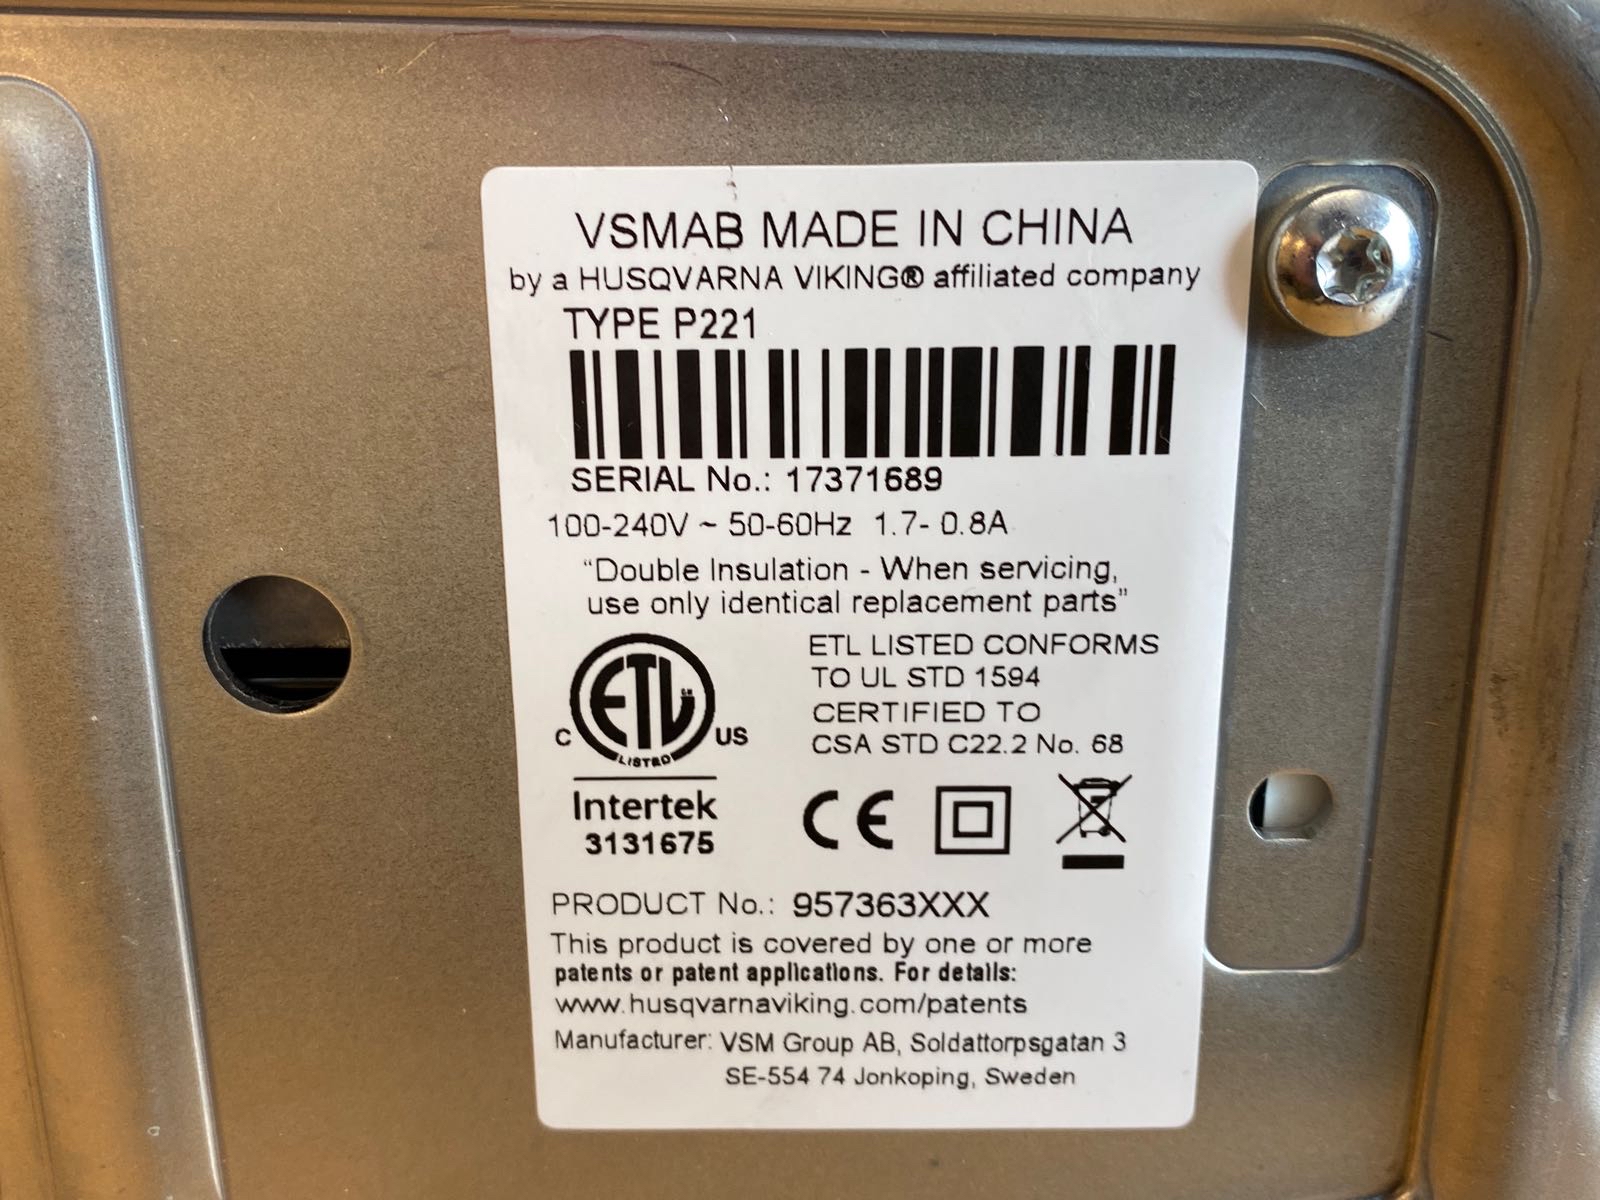 VSMAB MADE IN CHINA
by a HUSQVARNA VIKING® affiliated company
TYPE P221
SERIAL No.: 17371689
100-240V ~ 50-60Hz 1.7- 0.8A
“Double Insulation - When servicing,
use only identical replacement parts”
ETL LISTED CONFORMS
TO UL STD 1594
CERTIFIED TO
CSA STD C22.2 No. 68
ETL CM
C US
LISTED
Intertek
3131675
CE
PRODUCT No.: 957363XXX
This product is covered by one or more
patents or patent applications. For details:
www.husqvarnaviking.com/patents
Manufacturer: VSM Group AB, Soldattorpsgatan 3
SE-554 74 Jonkoping, Sweden